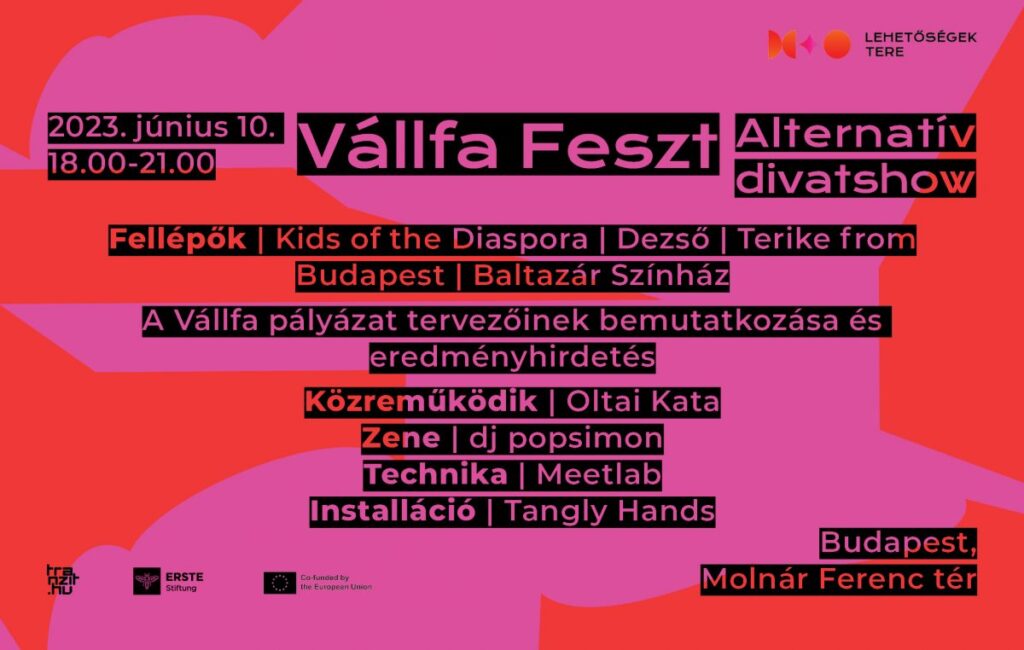 LEHETŐSÉGEK
TERE
2023. június 10.
18.00-21.00
Vállfa Feszt
Alternatív
divatshow
Fellépők | Kids of the Diaspora | Dezső | Terike from
Budapest | Baltazár Színház
A Vállfa pályázat tervezőinek bemutatkozása és
eredményhirdetés
Közreműködik | Oltai Kata
Zene | dj popsimon
Technika | Meetlab
Installáció | Tangly Hands
Budapest,
Molnár Ferenc tér
tra
nzit
.hu
ERSTE
Stiftung
Co-funded by
the European Union